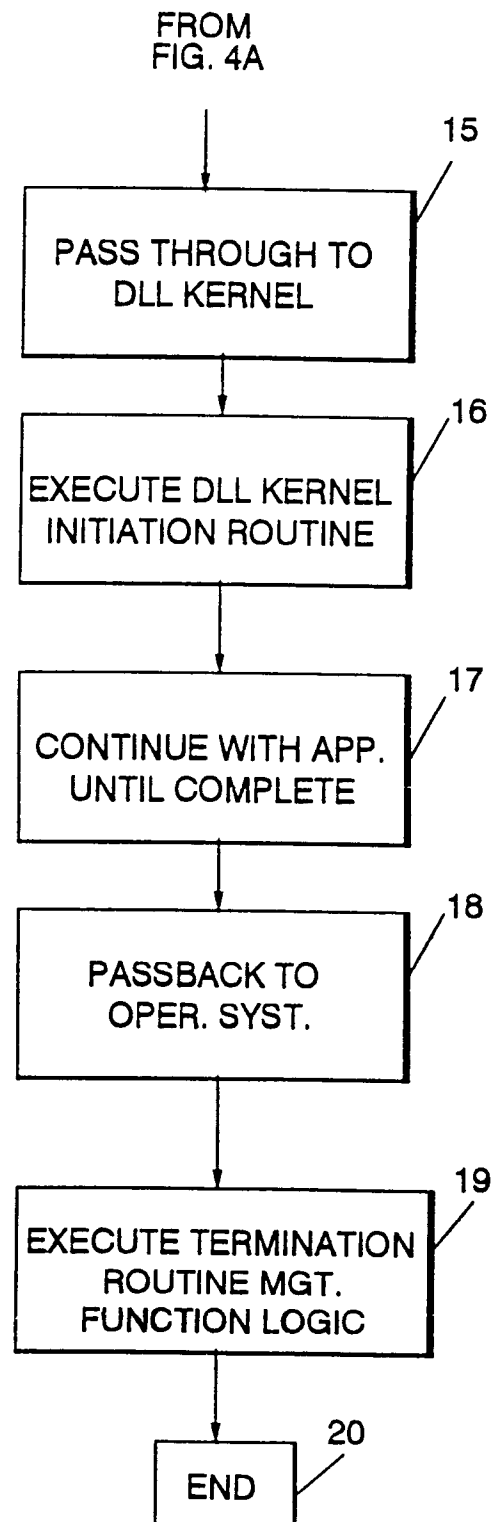 FROM
FIG. 4A
15
PASS THROUGH TO
DLL KERNEL
16
EXECUTE DLL KERNEL
INITIATION ROUTINE
17
CONTINUE WITH APP.
UNTIL COMPLETE
18
PASSBACK TO
OPER. SYST.
19
EXECUTE TERMINATION
ROUTINE MGT.
FUNCTION LOGIC
20
END